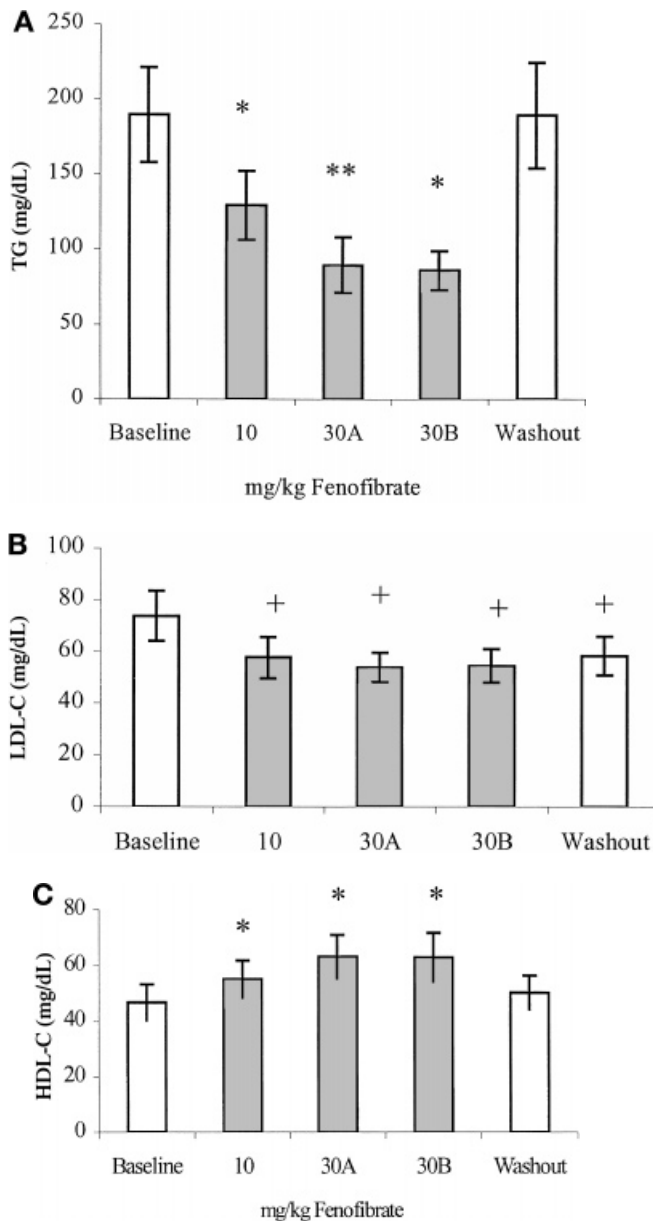 A
250
200
150
100
50
0
TG (mg/dL)
* ** *
Baseline 10 30A 30B Washout
mg/kg Fenofibrate
B
100
80
60
40
20
0
LDL-C (mg/dL)
+ + + +
Baseline 10 30A 30B Washout
C
80
60
40
20
0
HDL-C (mg/dL)
* * *
Baseline 10 30A 30B Washout
mg/kg Fenofibrate